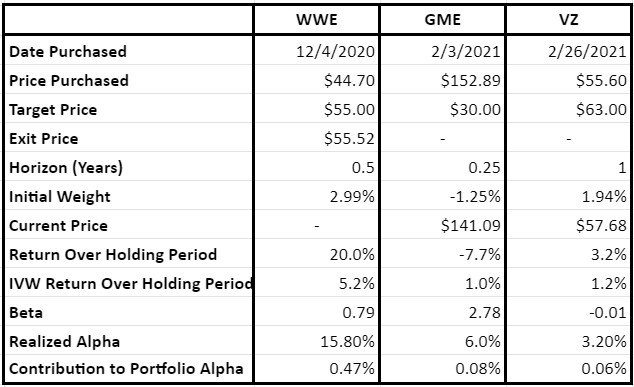 WWE GME VZ
Date Purchased 12/4/2020 2/3/2021 2/26/2021
Price Purchased $44.70 $152.89 $55.60
Target Price $55.00 $30.00 $63.00
Exit Price $55.52 - -
Horizon (Years) 0.5 0.25 1
Initial Weight 2.99% -1.25% 1.94%
Current Price - $141.09 $57.68
Return Over Holding Period 20.0% -7.7% 3.2%
IVW Return Over Holding Period 5.2% 1.0% 1.2%
Beta 0.79 2.78 -0.01
Realized Alpha 15.80% 6.0% 3.20%
Contribution to Portfolio Alpha 0.47% 0.08% 0.06%